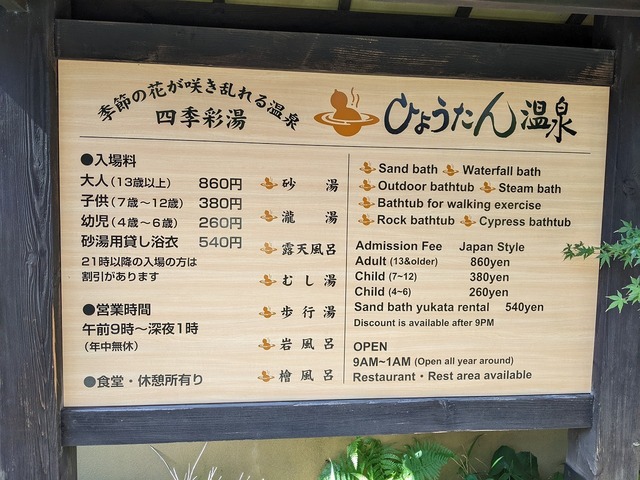 季節の花が咲き乱れる温泉
四季彩湯
ひょうたん温泉
●入場料
大人(13歳以上) 860円
子供(7歳〜12歳) 380円
幼児(4歳〜6歳) 260円
砂湯用貸し浴衣 540円
21時以降の入場の方は
割引があります
●営業時間
午前9時〜深夜1時
(年中無休)
●食堂・休憩所有り
砂湯
瀧湯
露天風呂
むし湯
歩行湯
岩風呂
檜風呂
Sand bath Waterfall bath
Outdoor bathtub Steam bath
Bathtub for walking exercise
Rock bathtub Cypress bathtub
Admission Fee Japan Style
Adult (13&older) 860yen
Child (7~12) 380yen
Child (4~6) 260yen
Sand bath yukata rental 540yen
Discount is available after 9PM
OPEN
9AM~1AM (Open all year around)
Restaurant・Rest area available